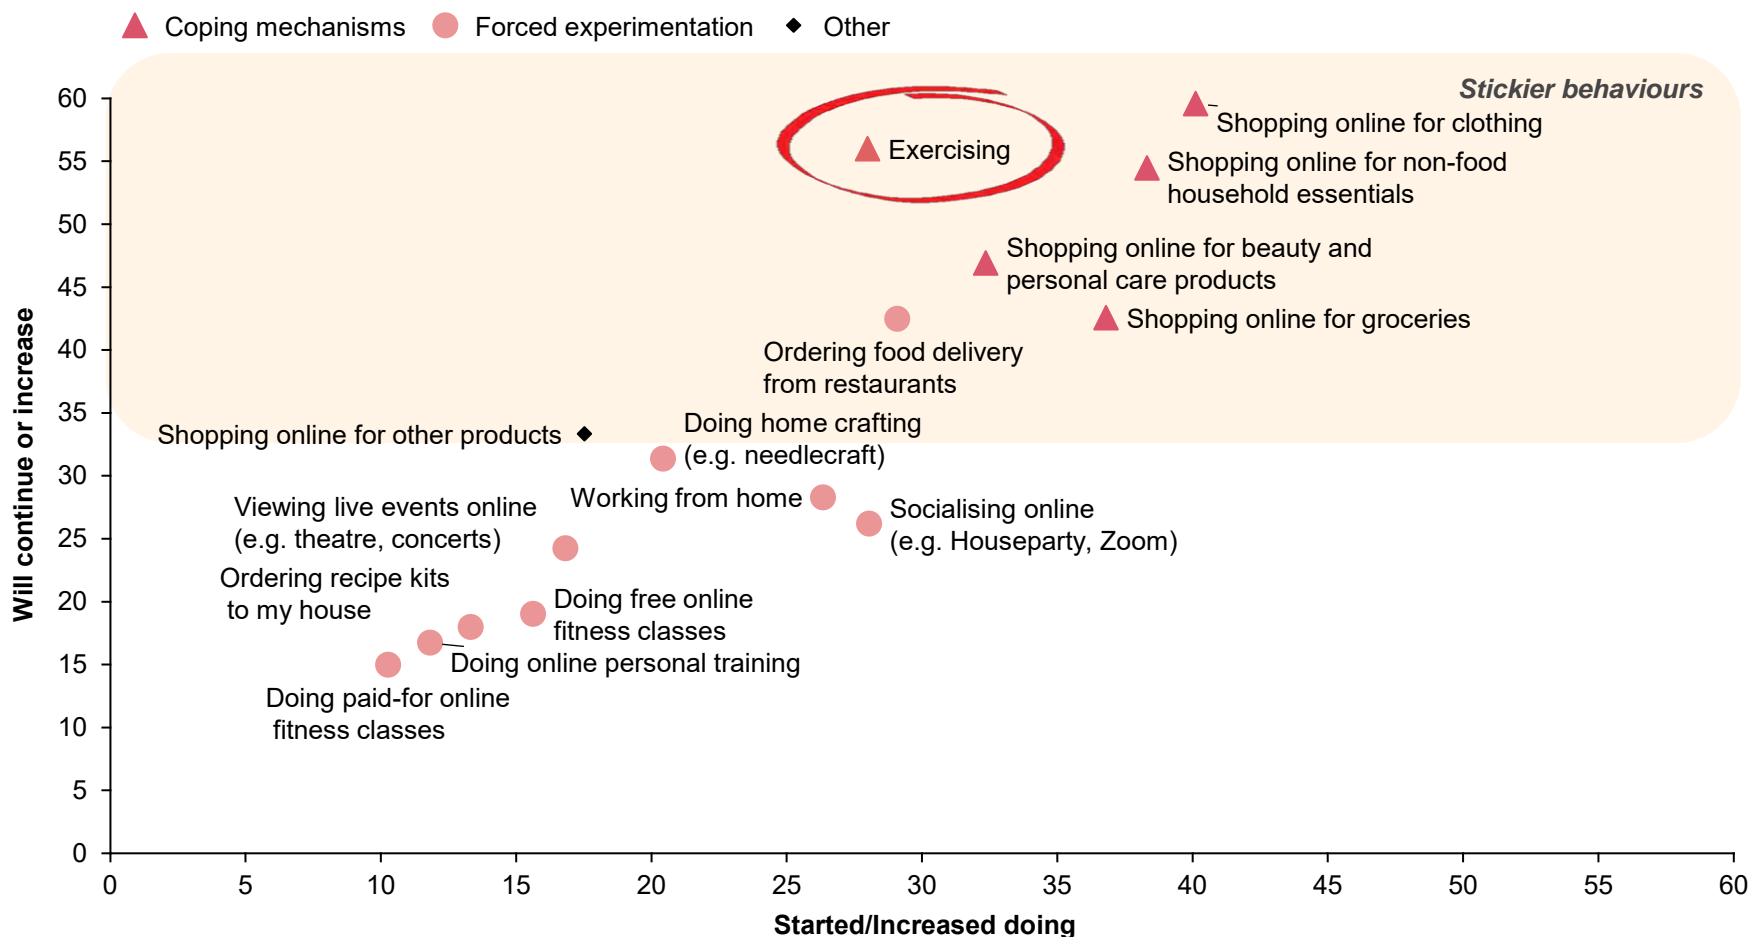 Coping mechanisms Forced experimentation Other
Stickier behaviours
60
Shopping online for clothing
Exercising
55
Shopping online for non-food
household essentials
50
Shopping online for beauty and
personal care products
45
Shopping online for groceries
40
Ordering food delivery
from restaurants
35
Doing home crafting
(e.g. needlecraft)
Shopping online for other products
30
Working from home
Socialising online
(e.g. Houseparty, Zoom)
Viewing live events online
(e.g. theatre, concerts)
25
Ordering recipe kits
to my house
20
Doing free online
fitness classes
15
Doing online personal training
Doing paid-for online
fitness classes
10
5
0
Will continue or increase
0 5 10 15 20 25 30 35 40 45 50 55 60
Started/Increased doing